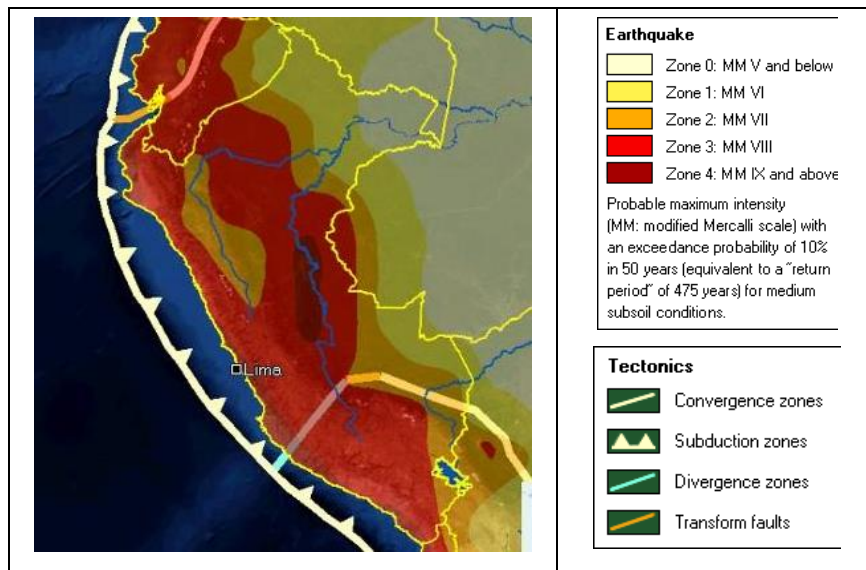 Lima
Earthquake
Zone 0: MM V and below
Zone 1: MM VI
Zone 2: MM VII
Zone 3: MM VIII
Zone 4: MM IX and above
Probable maximum intensity
(MM: modified Mercalli scale) with
an exceedance probability of 10%
in 50 years (equivalent to a "return
period" of 475 years) for medium
subsoil conditions.
Tectonics
Convergence zones
Subduction zones
Divergence zones
Transform faults